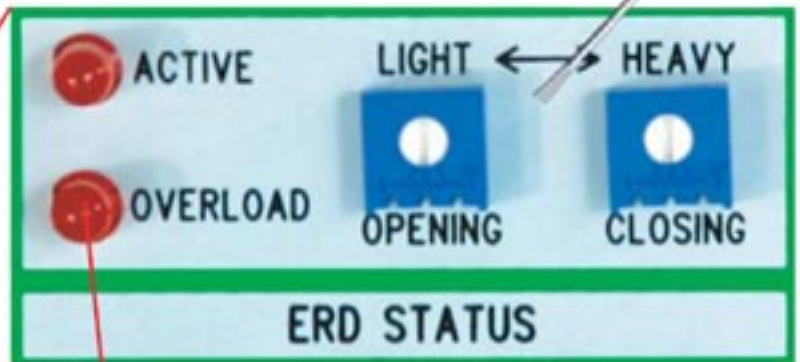 ACTIVE
LIGHT HEAVY
OVERLOAD
OPENING CLOSING
ERD STATUS